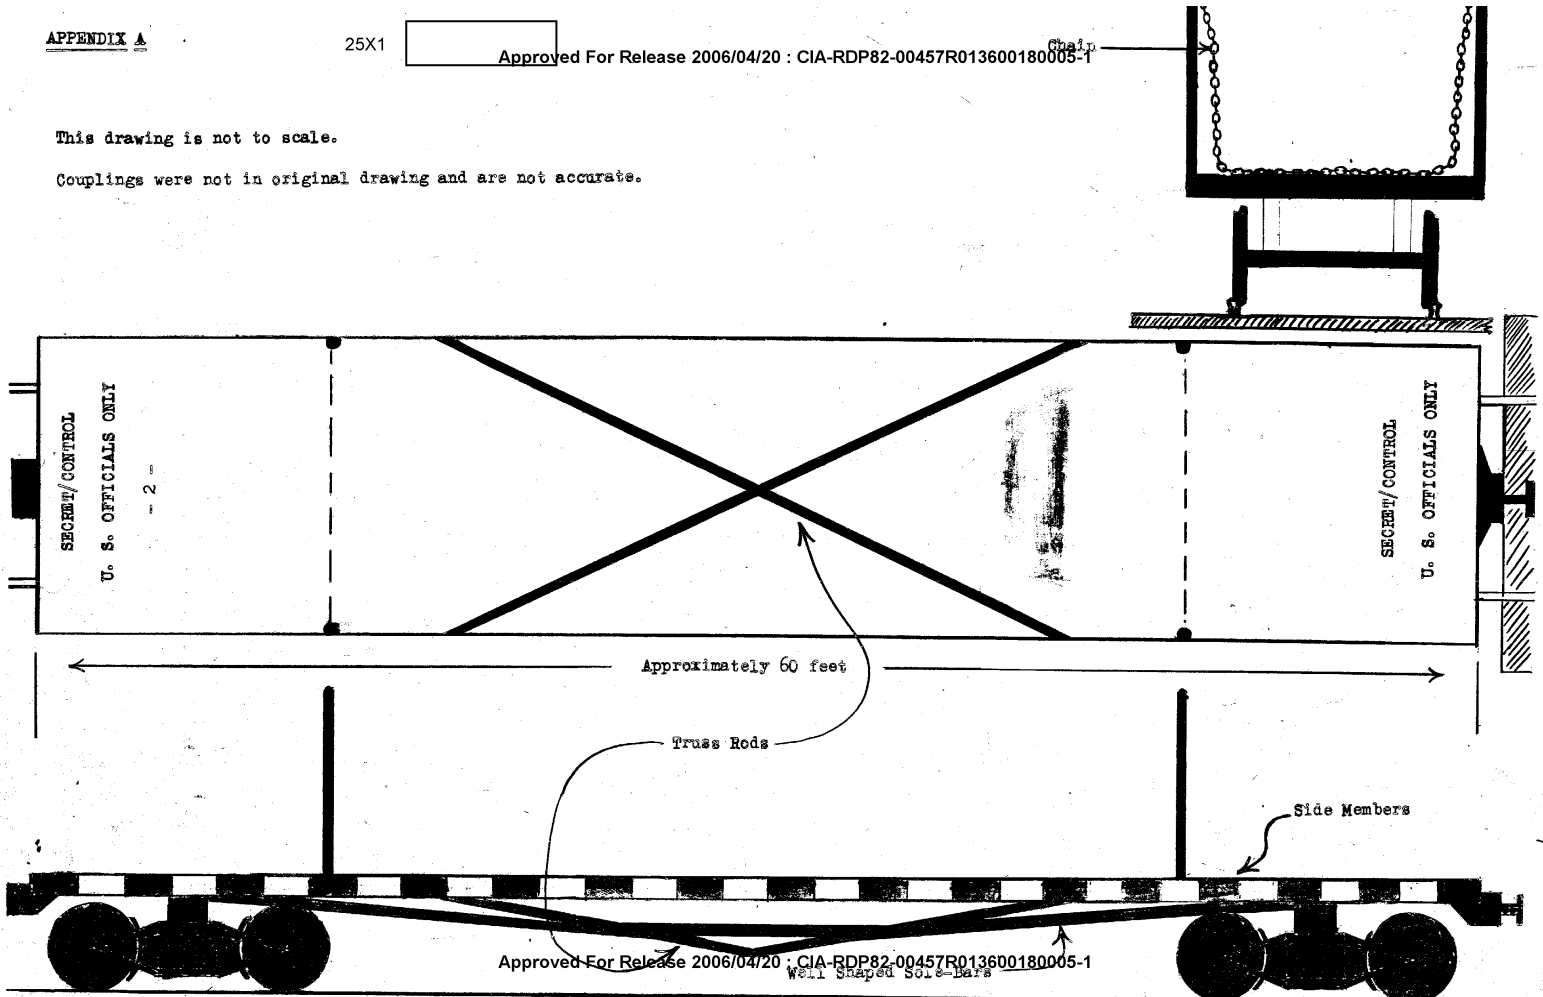 APPENDIX A
25X1
Approved For Release 2006/04/20 : CIA-RDP82-00457R013600180005-1
Chain
This drawing is not to scale.
Couplings were not in original drawing and are not accurate.
SECRET/CONTROL
U. S. OFFICIALS ONLY
- 2 -
SECRET/CONTROL
U. S. OFFICIALS ONLY
Approximately 60 feet
Truss Rods
Side Members
Approved For Release 2006/04/20 : CIA-RDP82-00457R013600180005-1
Well Shaped Sole-Bars